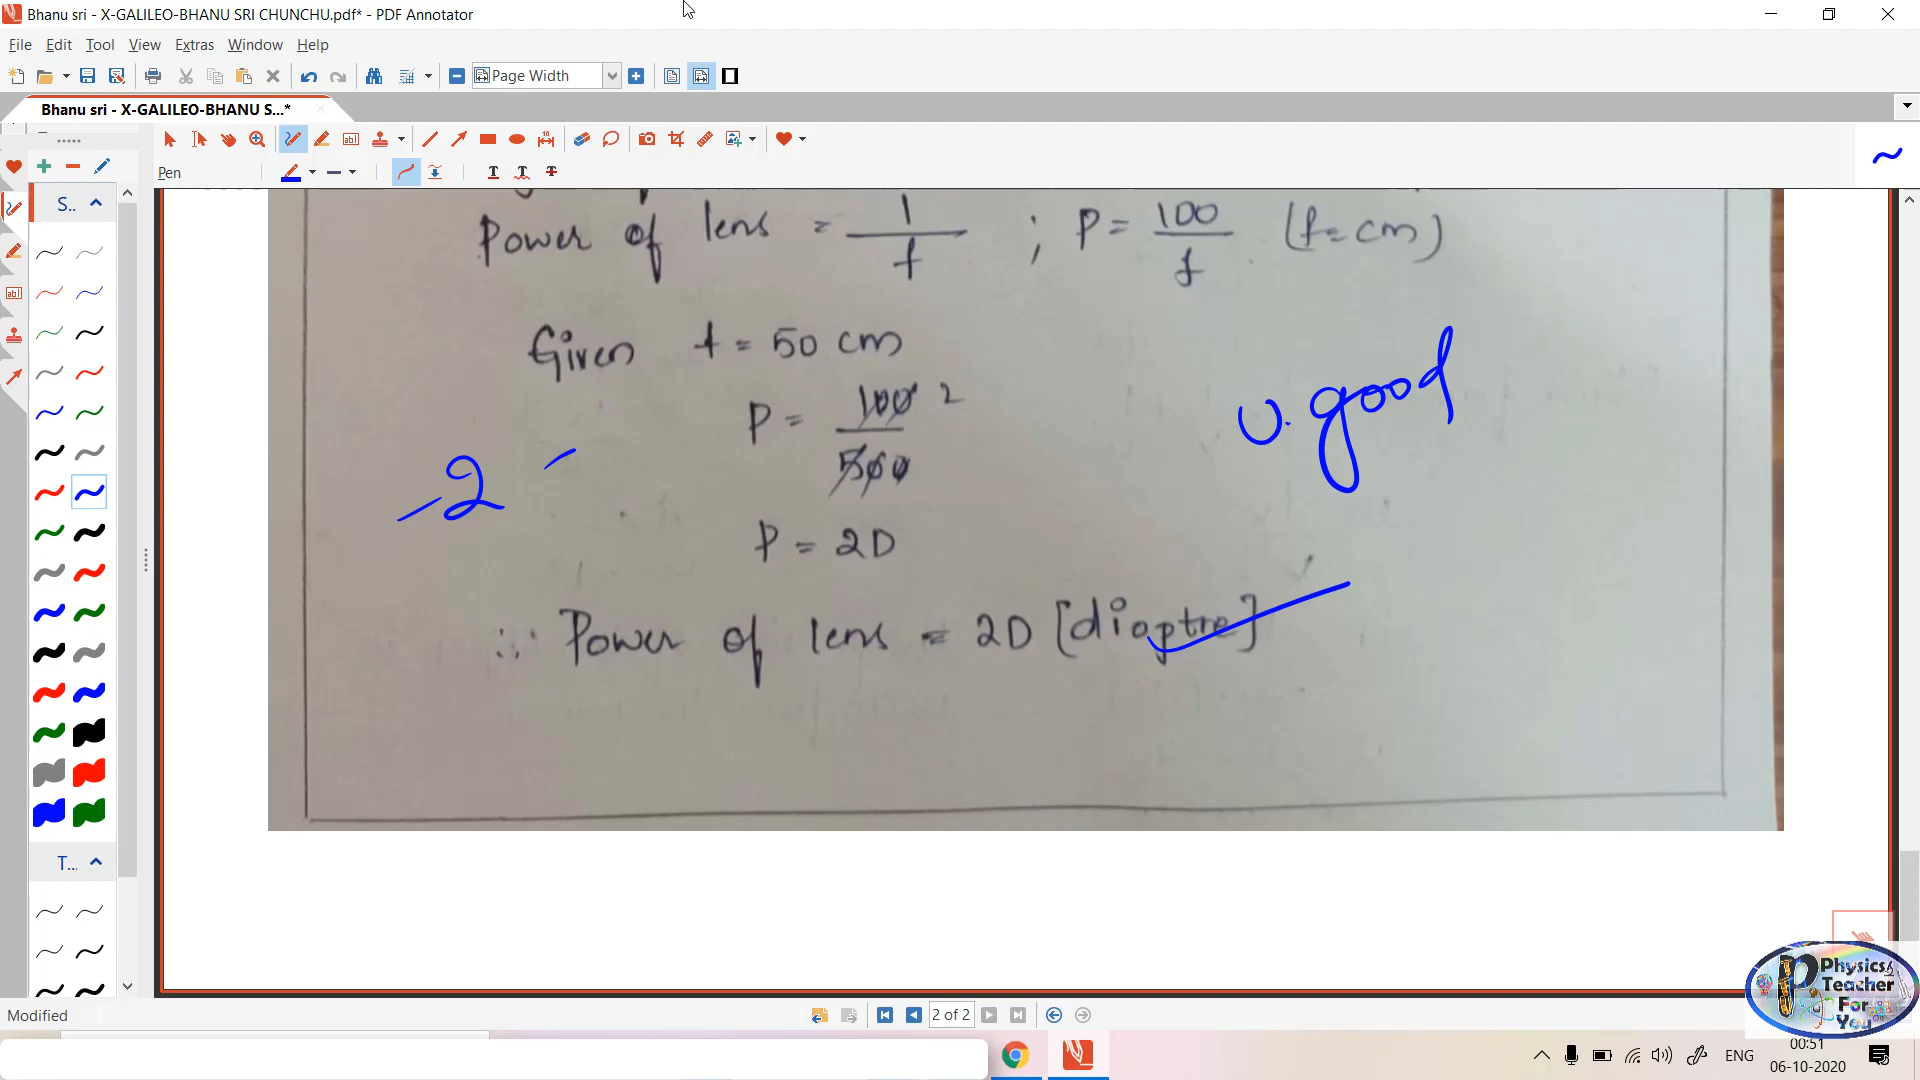 Bhanu sri - X-GALILEO-BHANU SRI CHUNCHU.pdf* - PDF Annotator
File Edit Tool View Extras Window Help
Page Width
Bhanu sri - X-GALILEO-BHANU S...*
Pen
S..
Power of lens = 1/f ; P = 100/f (f = cm)
Given f = 50 cm
P = 100 2
500
v. good
-2
P = 2D
∴ Power of lens = 2D [dioptre]
T...
Physics
Teacher
For
You
Modified
2 of 2
ENG
00:51
06-10-2020